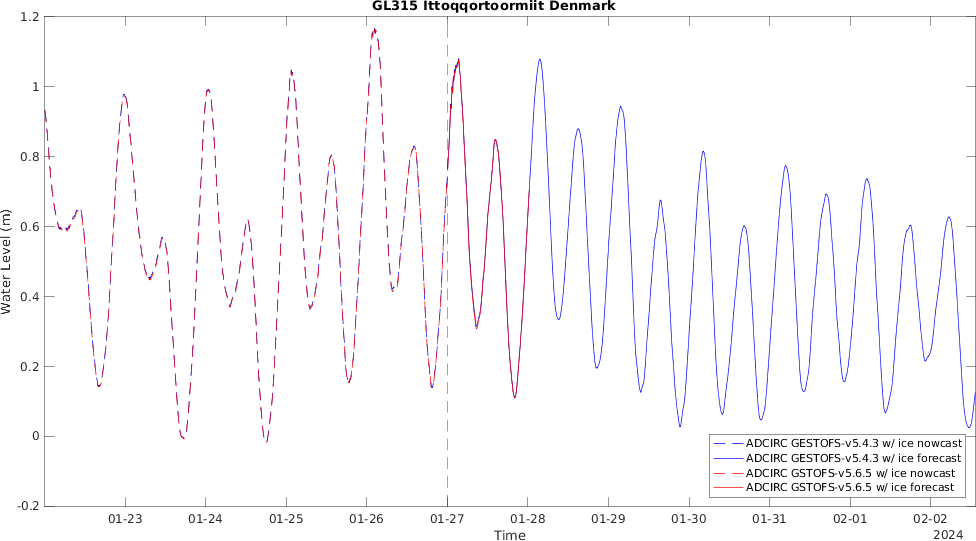 GL315 Ittoqqortoormiit Denmark
1.2
1
0.8
0.6
0.4
0.2
0
-0.2
Water Level (m)
01-23 01-24 01-25 01-26 01-27 01-28 01-29 01-30 01-31 02-01 02-02
Time
2024
ADCIRC GESTOFS-v5.4.3 w/ ice nowcast
ADCIRC GESTOFS-v5.4.3 w/ ice forecast
ADCIRC GSTOFS-v5.6.5 w/ ice nowcast
ADCIRC GSTOFS-v5.6.5 w/ ice forecast